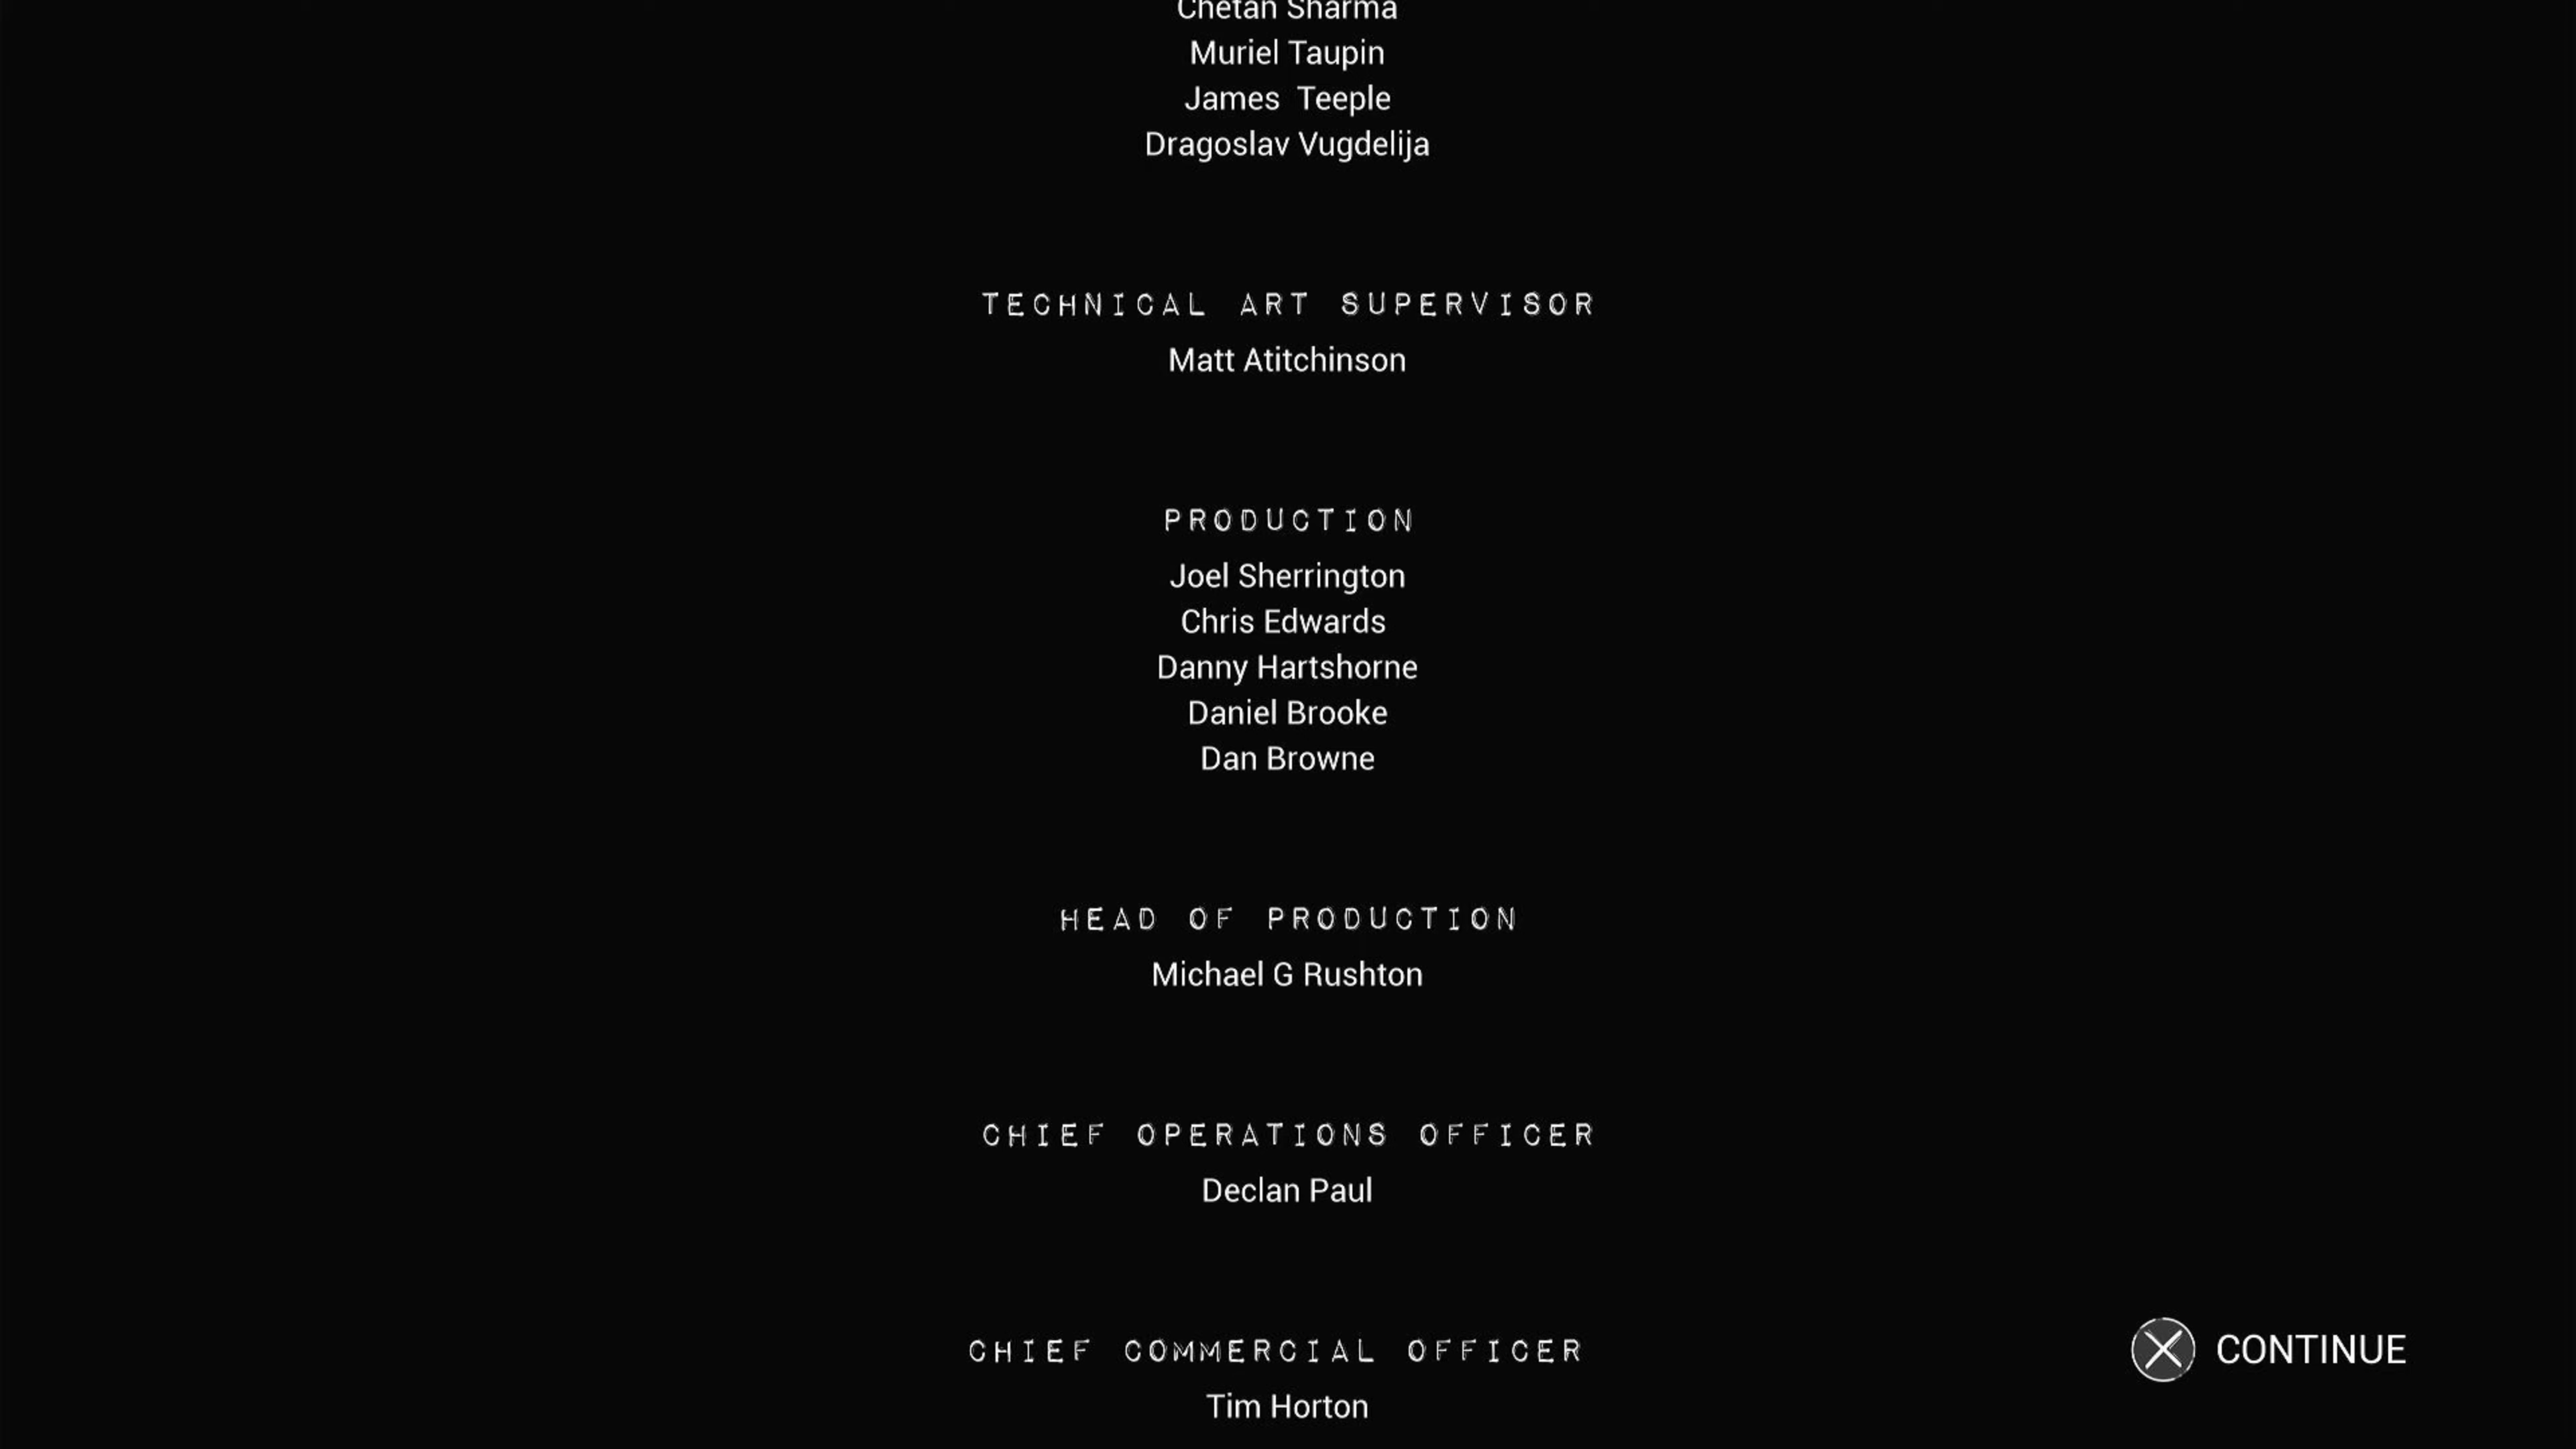 Chetan Sharma
Muriel Taupin
James  Teeple
Dragoslav Vugdelija
TECHNICAL ART SUPERVISOR
Matt Atitchinson
PRODUCTION
Joel Sherrington
Chris Edwards
Danny Hartshorne
Daniel Brooke
Dan Browne
HEAD OF PRODUCTION
Michael G Rushton
CHIEF OPERATIONS OFFICER
Declan Paul
CHIEF COMMERCIAL OFFICER
Tim Horton
CONTINUE